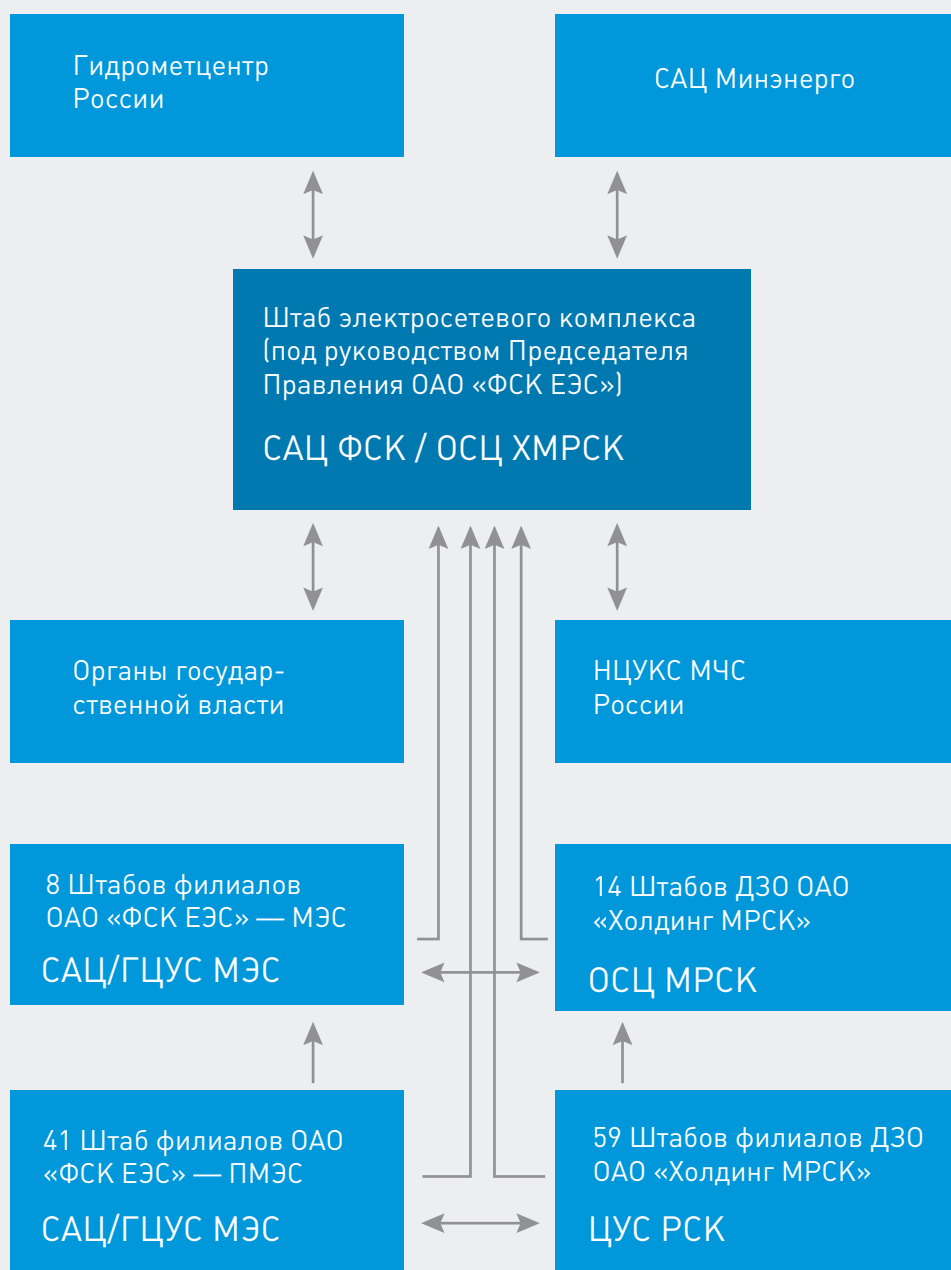 Гидрометцентр
России
САЦ Минэнерго
Штаб электросетевого комплекса
(под руководством Председателя
Правления ОАО «ФСК ЕЭС»)
САЦ ФСК / ОСЦ ХМРСК
Органы государ-
ственной власти
НЦУКС МЧС
России
8 Штабов филиалов
ОАО «ФСК ЕЭС» — МЭС
САЦ/ГЦУС МЭС
14 Штабов ДЗО ОАО
«Холдинг МРСК»
ОСЦ МРСК
41 Штаб филиалов ОАО
«ФСК ЕЭС» — ПМЭС
САЦ/ГЦУС МЭС
59 Штабов филиалов ДЗО
ОАО «Холдинг МРСК»
ЦУС РСК